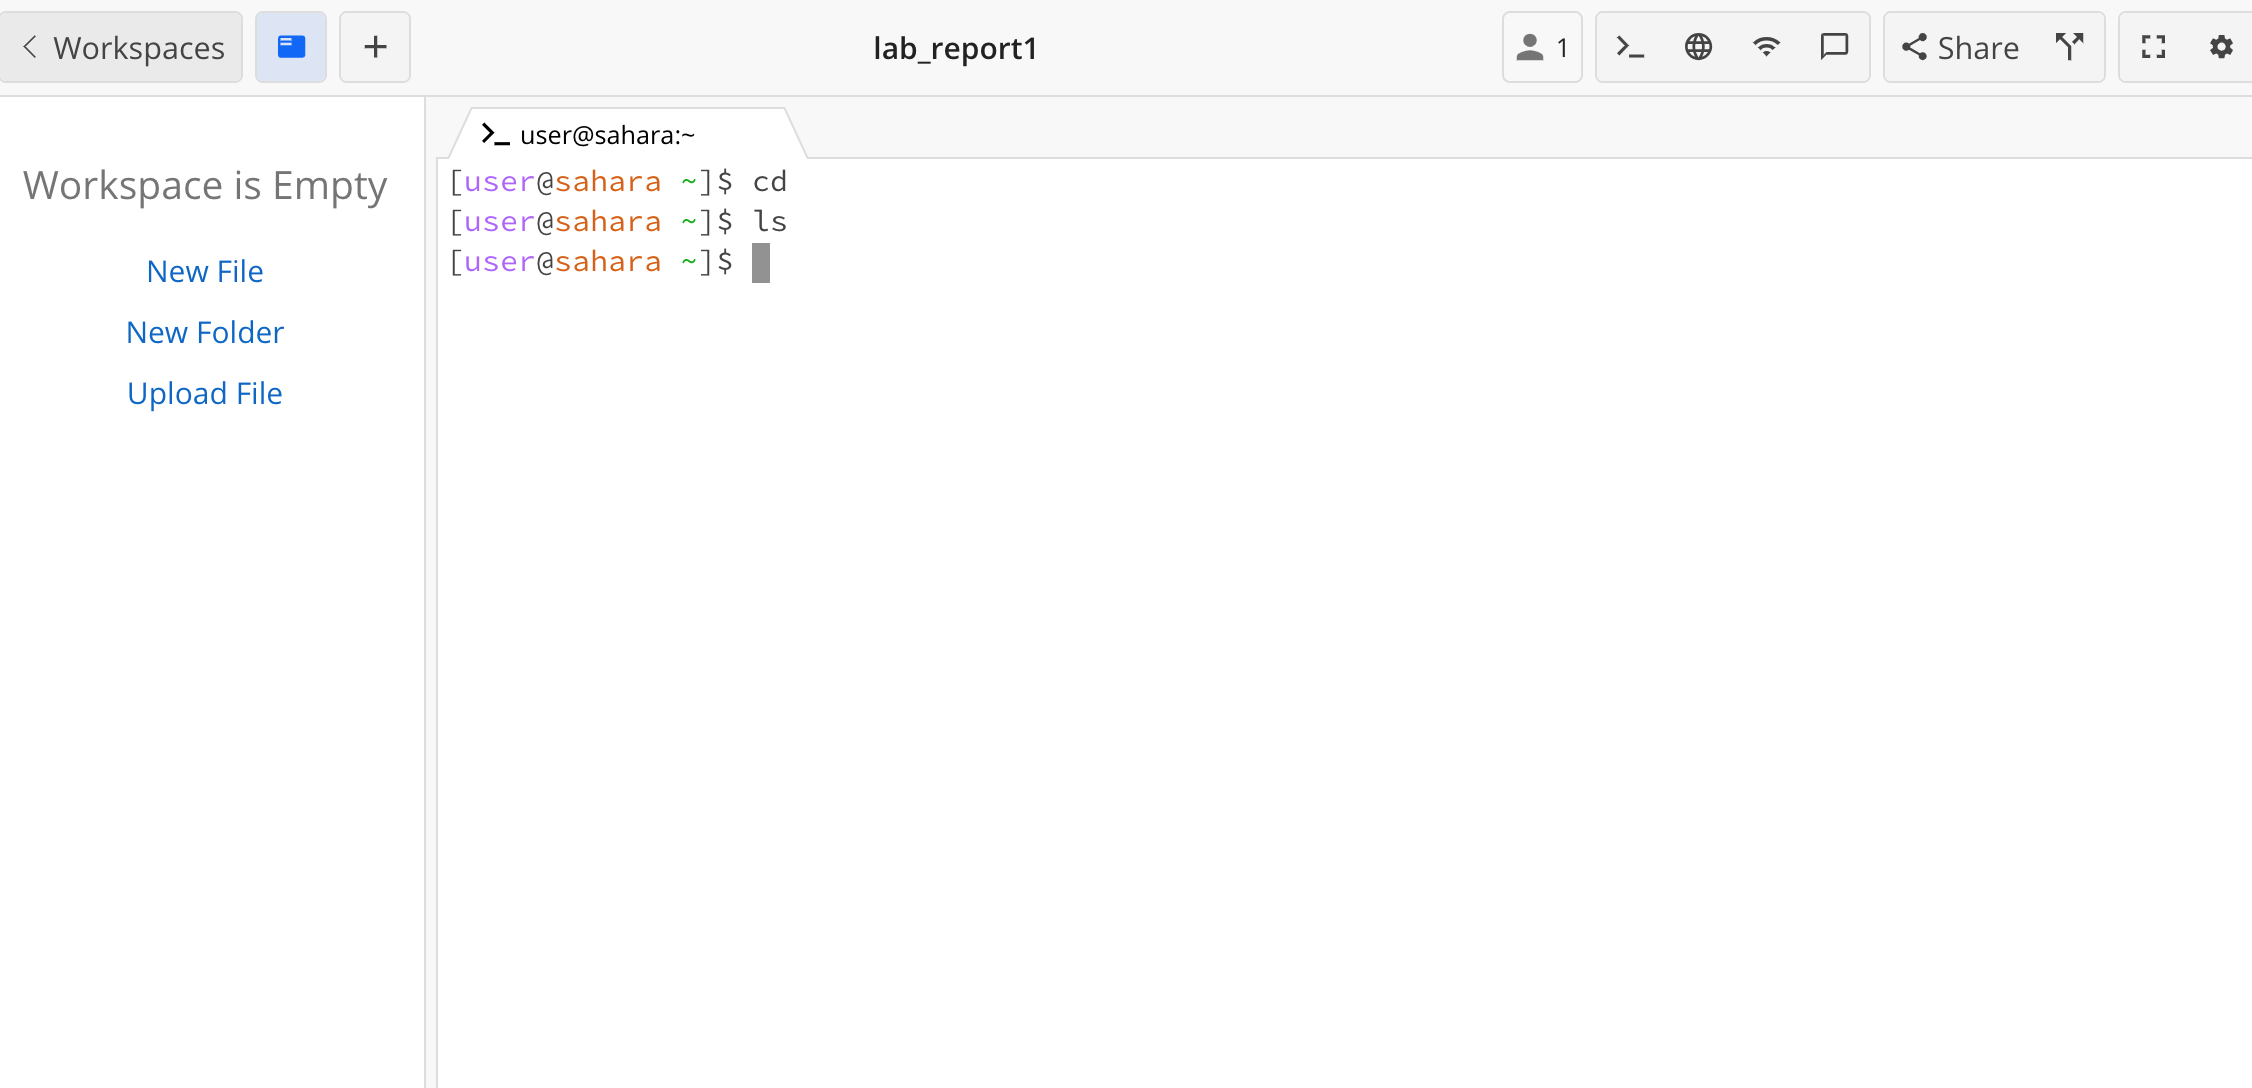 Workspaces
lab_report1
1
Share
Workspace is Empty
New File
New Folder
Upload File
user@sahara:~
[user@sahara ~]$ cd
[user@sahara ~]$ ls
[user@sahara ~]$